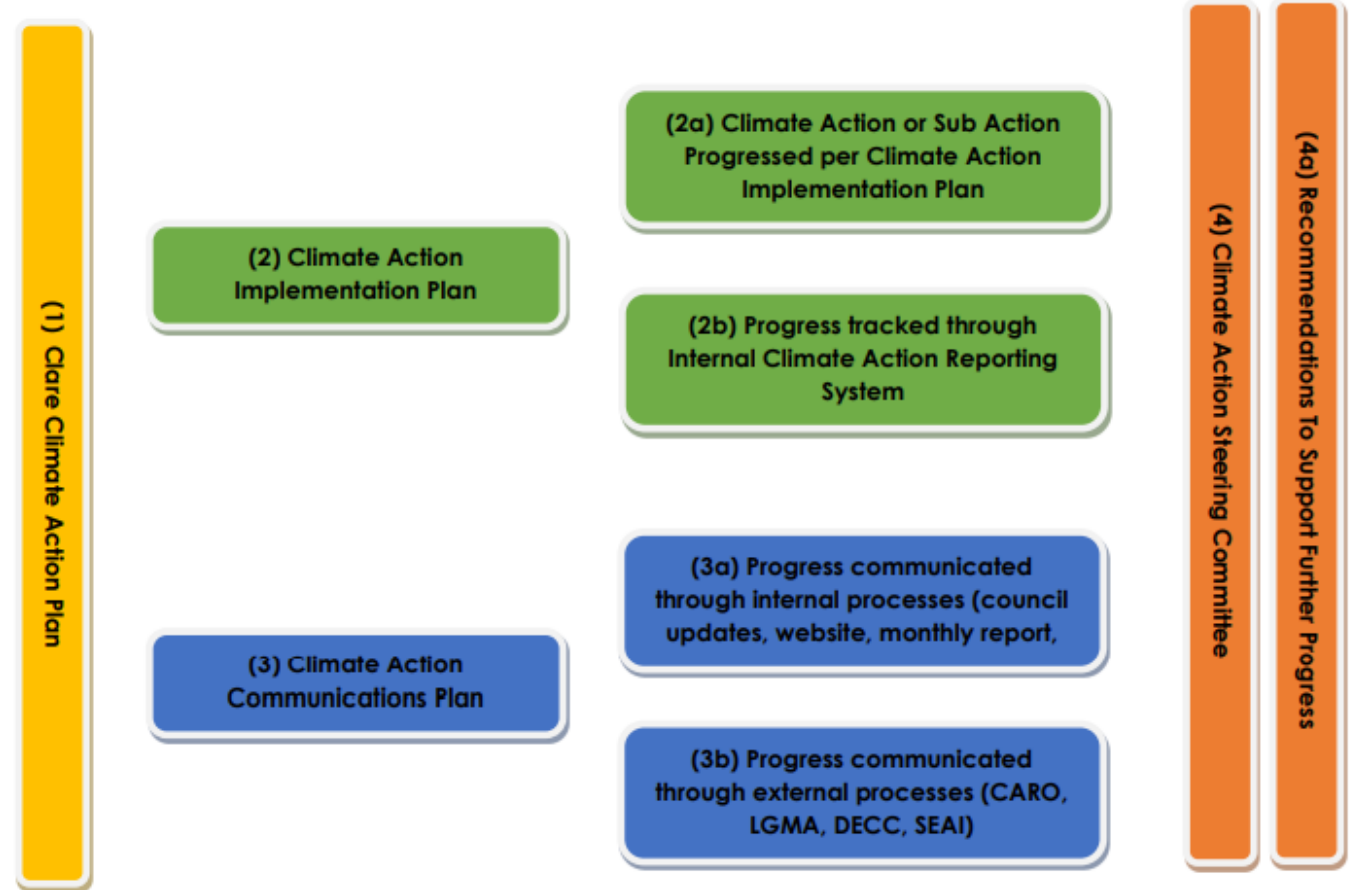 (1) Clare Climate Action Plan
(2) Climate Action
Implementation Plan
(2a) Climate Action or Sub Action
Progressed per Climate Action
Implementation Plan
(2b) Progress tracked through
Internal Climate Action Reporting
System
(3) Climate Action
Communications Plan
(3a) Progress communicated
through internal processes (council
updates, website, monthly report,
(3b) Progress communicated
through external processes (CARO,
LGMA, DECC, SEAI)
(4) Climate Action Steering Committee
(4a) Recommendations To Support Further Progress